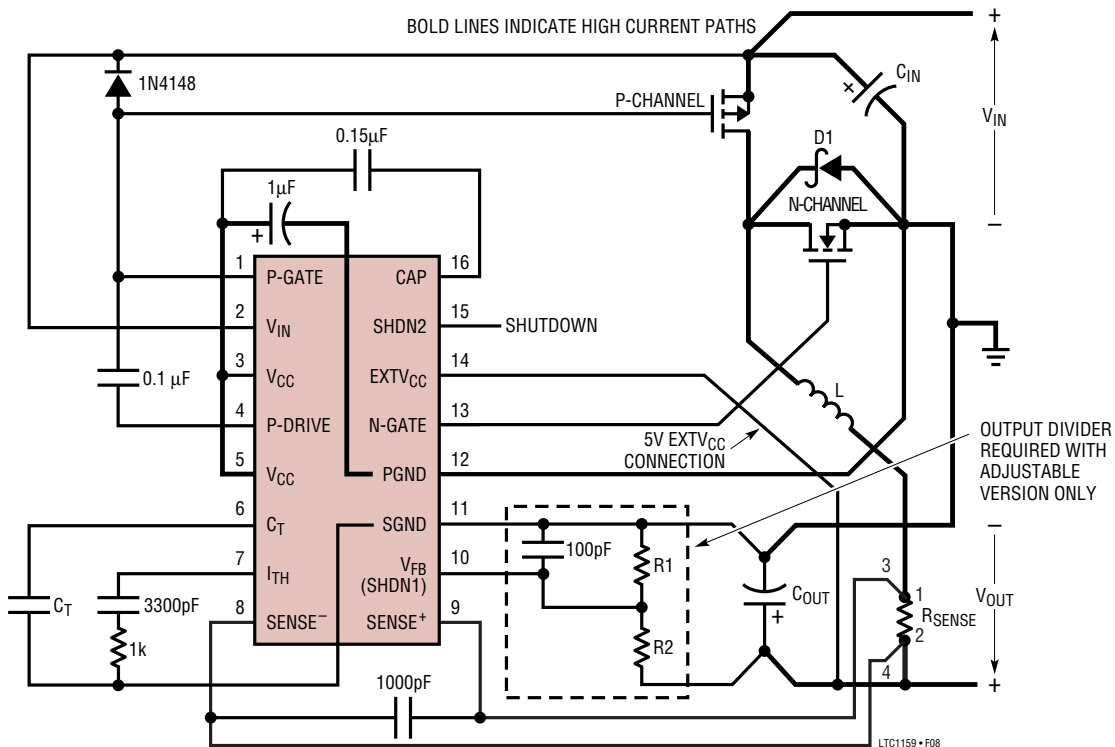 BOLD LINES INDICATE HIGH CURRENT PATHS
+
1N4148
P-CHANNEL
+
C_IN
V_IN
0.15µF
D1
1µF
N-CHANNEL
−
+
1
P-GATE
CAP
16
2
V_IN
SHDN2
15
SHUTDOWN
3
V_CC
EXTV_CC
14
0.1 µF
L
4
P-DRIVE
N-GATE
13
5V EXTV_CC
CONNECTION
OUTPUT DIVIDER
REQUIRED WITH
ADJUSTABLE
VERSION ONLY
5
V_CC
PGND
12
6
C_T
SGND
11
−
100pF
R1
7
I_TH
V_FB
(SHDN1)
10
3
1
C_T
3300pF
C_OUT
V_OUT
8
SENSE−
SENSE+
9
+
R_SENSE
2
1k
R2
4
+
1000pF
LTC1159 • F08